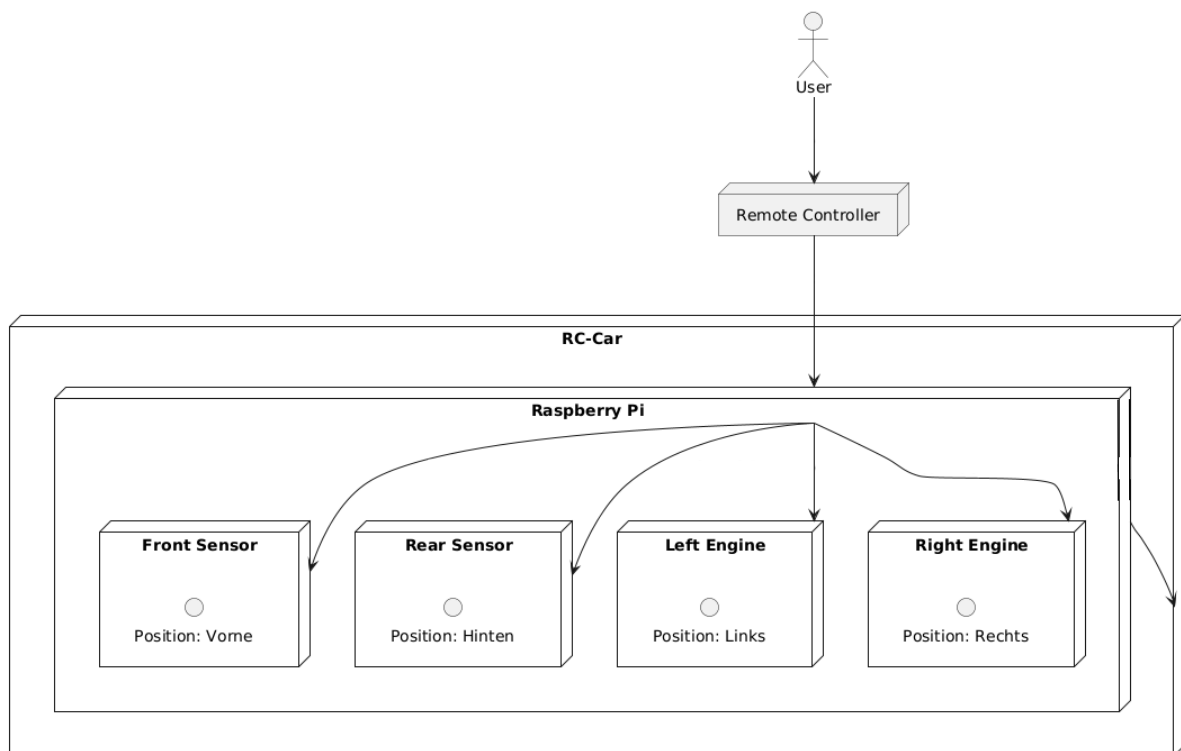 User
Remote Controller
RC-Car
Raspberry Pi
Front Sensor
Rear Sensor
Left Engine
Right Engine
Position: Vorne
Position: Hinten
Position: Links
Position: Rechts